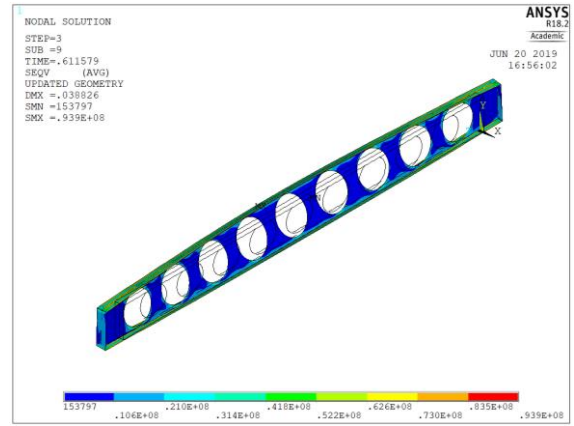 1
NODAL SOLUTION
STEP=3
SUB =9
TIME=.611579
SEQV (AVG)
UPDATED GEOMETRY
DMX =.038826
SMN =153797
SMX =.939E+08
ANSYS
R18.2
Academic
JUN 20 2019
16:56:02
Y
X
153797 .210E+08 .418E+08 .626E+08 .835E+08
.106E+08 .314E+08 .522E+08 .730E+08 .939E+08